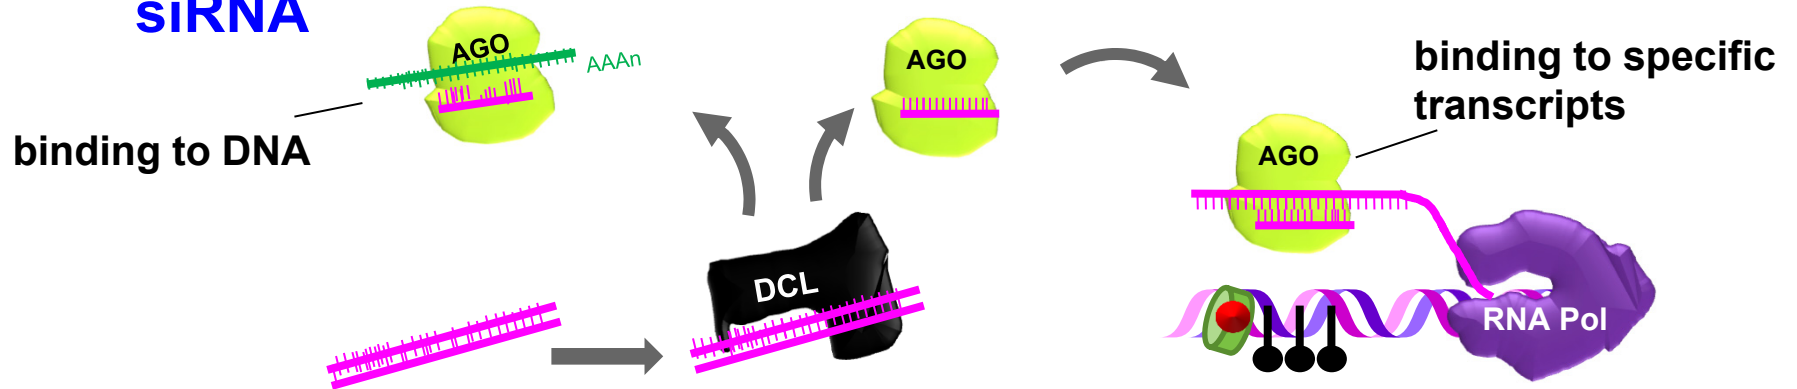 siRNA
AGO
AAAn
binding to DNA
AGO
binding to specific
transcripts
AGO
DCL
RNA Pol